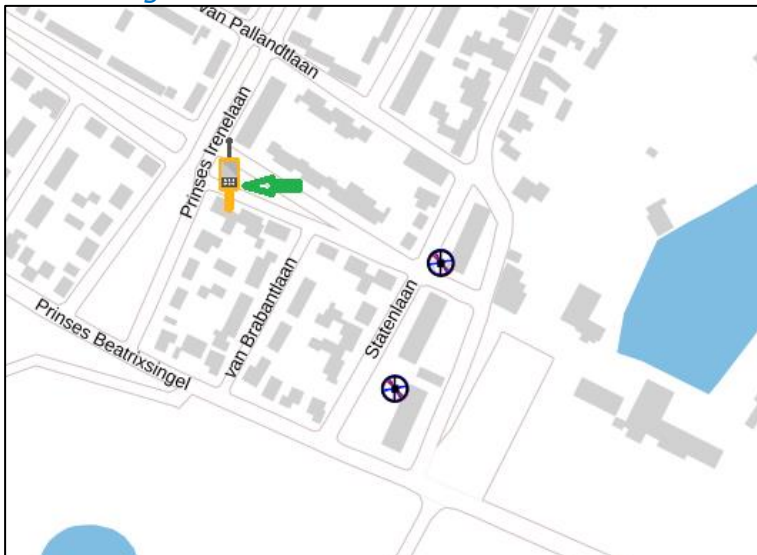 van Pallandtlaan
Prinses Irenelaan
Statenlaan
van Brabantlaan
Prinses Beatrixsingel